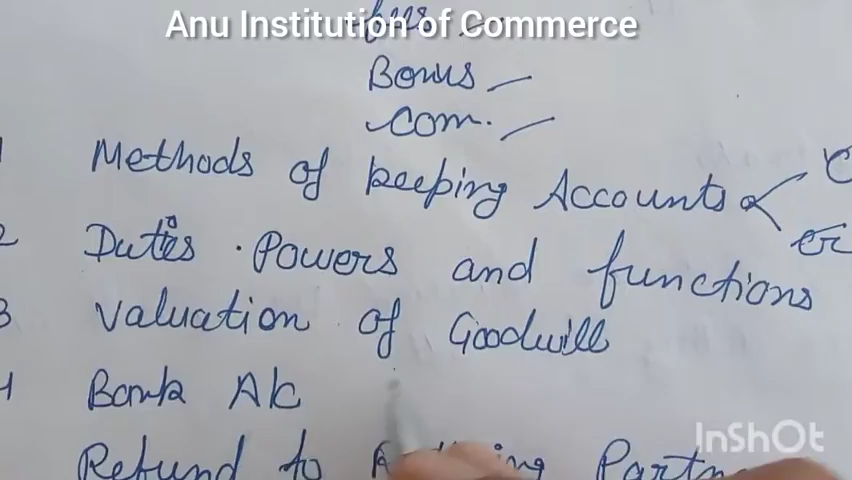 Anu Institution of Commerce
Bonus —
Com. —
Methods of keeping Accounts
2 Duties . Powers and functions
3 Valuation of Goodwill
4 Bank A/c
Refund to
InShOt